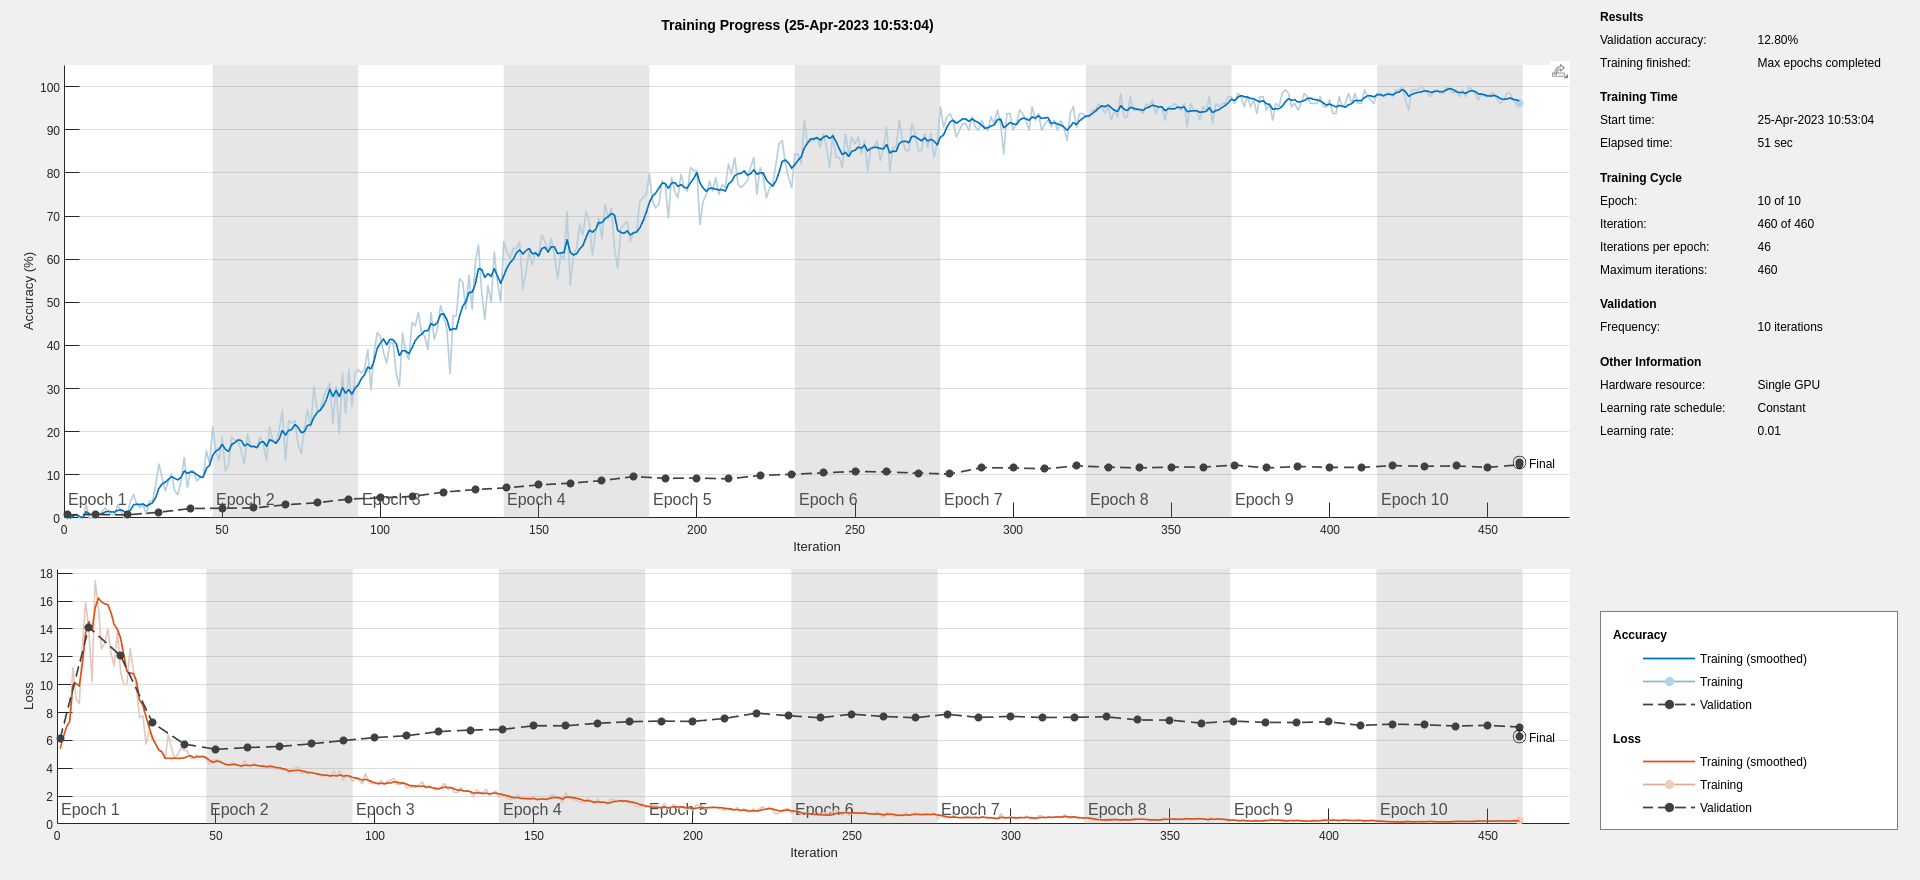 Training Progress (25-Apr-2023 10:53:04)
100
90
80
70
60
50
40
30
20
10
0
Accuracy (%)
Epoch 1
Epoch 2
Epoch 3
Epoch 4
Epoch 5
Epoch 6
Epoch 7
Epoch 8
Epoch 9
Epoch 10
Final
0 50 100 150 200 250 300 350 400 450
Iteration
18
16
14
12
10
8
6
4
2
0
Loss
Epoch 1
Epoch 2
Epoch 3
Epoch 4
Epoch 5
Epoch 6
Epoch 7
Epoch 8
Epoch 9
Epoch 10
Final
0 50 100 150 200 250 300 350 400 450
Iteration
Results
Validation accuracy: 12.80%
Training finished: Max epochs completed
Training Time
Start time: 25-Apr-2023 10:53:04
Elapsed time: 51 sec
Training Cycle
Epoch: 10 of 10
Iteration: 460 of 460
Iterations per epoch: 46
Maximum iterations: 460
Validation
Frequency: 10 iterations
Other Information
Hardware resource: Single GPU
Learning rate schedule: Constant
Learning rate: 0.01
Accuracy
Training (smoothed)
Training
Validation
Loss
Training (smoothed)
Training
Validation